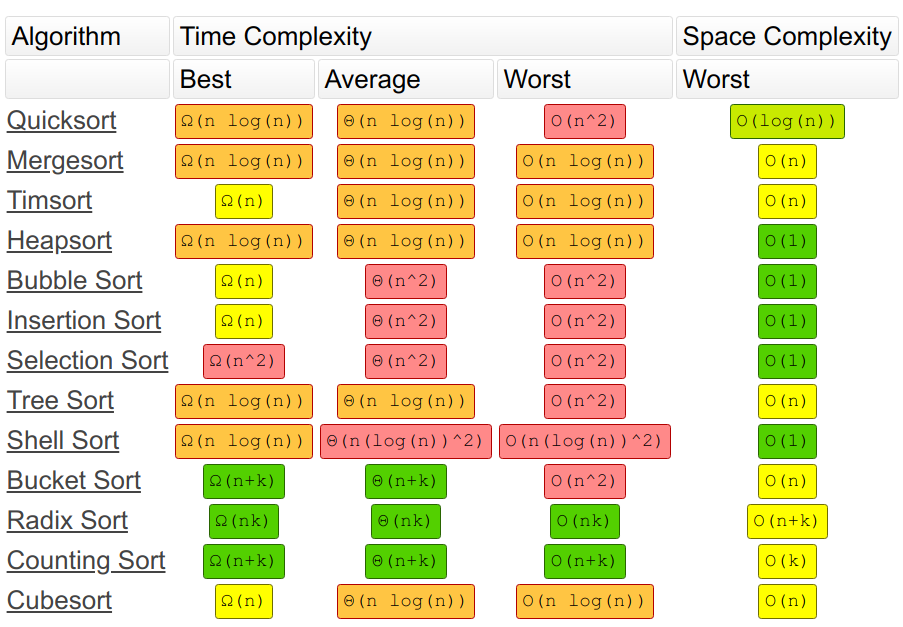 Algorithm Time Complexity Space Complexity
Best Average Worst Worst
Quicksort Ω(n log(n)) Θ(n log(n)) O(n^2) O(log(n))
Mergesort Ω(n log(n)) Θ(n log(n)) O(n log(n)) O(n)
Timsort Ω(n) Θ(n log(n)) O(n log(n)) O(n)
Heapsort Ω(n log(n)) Θ(n log(n)) O(n log(n)) O(1)
Bubble Sort Ω(n) Θ(n^2) O(n^2) O(1)
Insertion Sort Ω(n) Θ(n^2) O(n^2) O(1)
Selection Sort Ω(n^2) Θ(n^2) O(n^2) O(1)
Tree Sort Ω(n log(n)) Θ(n log(n)) O(n^2) O(n)
Shell Sort Ω(n log(n)) Θ(n(log(n))^2) O(n(log(n))^2) O(1)
Bucket Sort Ω(n+k) Θ(n+k) O(n^2) O(n)
Radix Sort Ω(nk) Θ(nk) O(nk) O(n+k)
Counting Sort Ω(n+k) Θ(n+k) O(n+k) O(k)
Cubesort Ω(n) Θ(n log(n)) O(n log(n)) O(n)